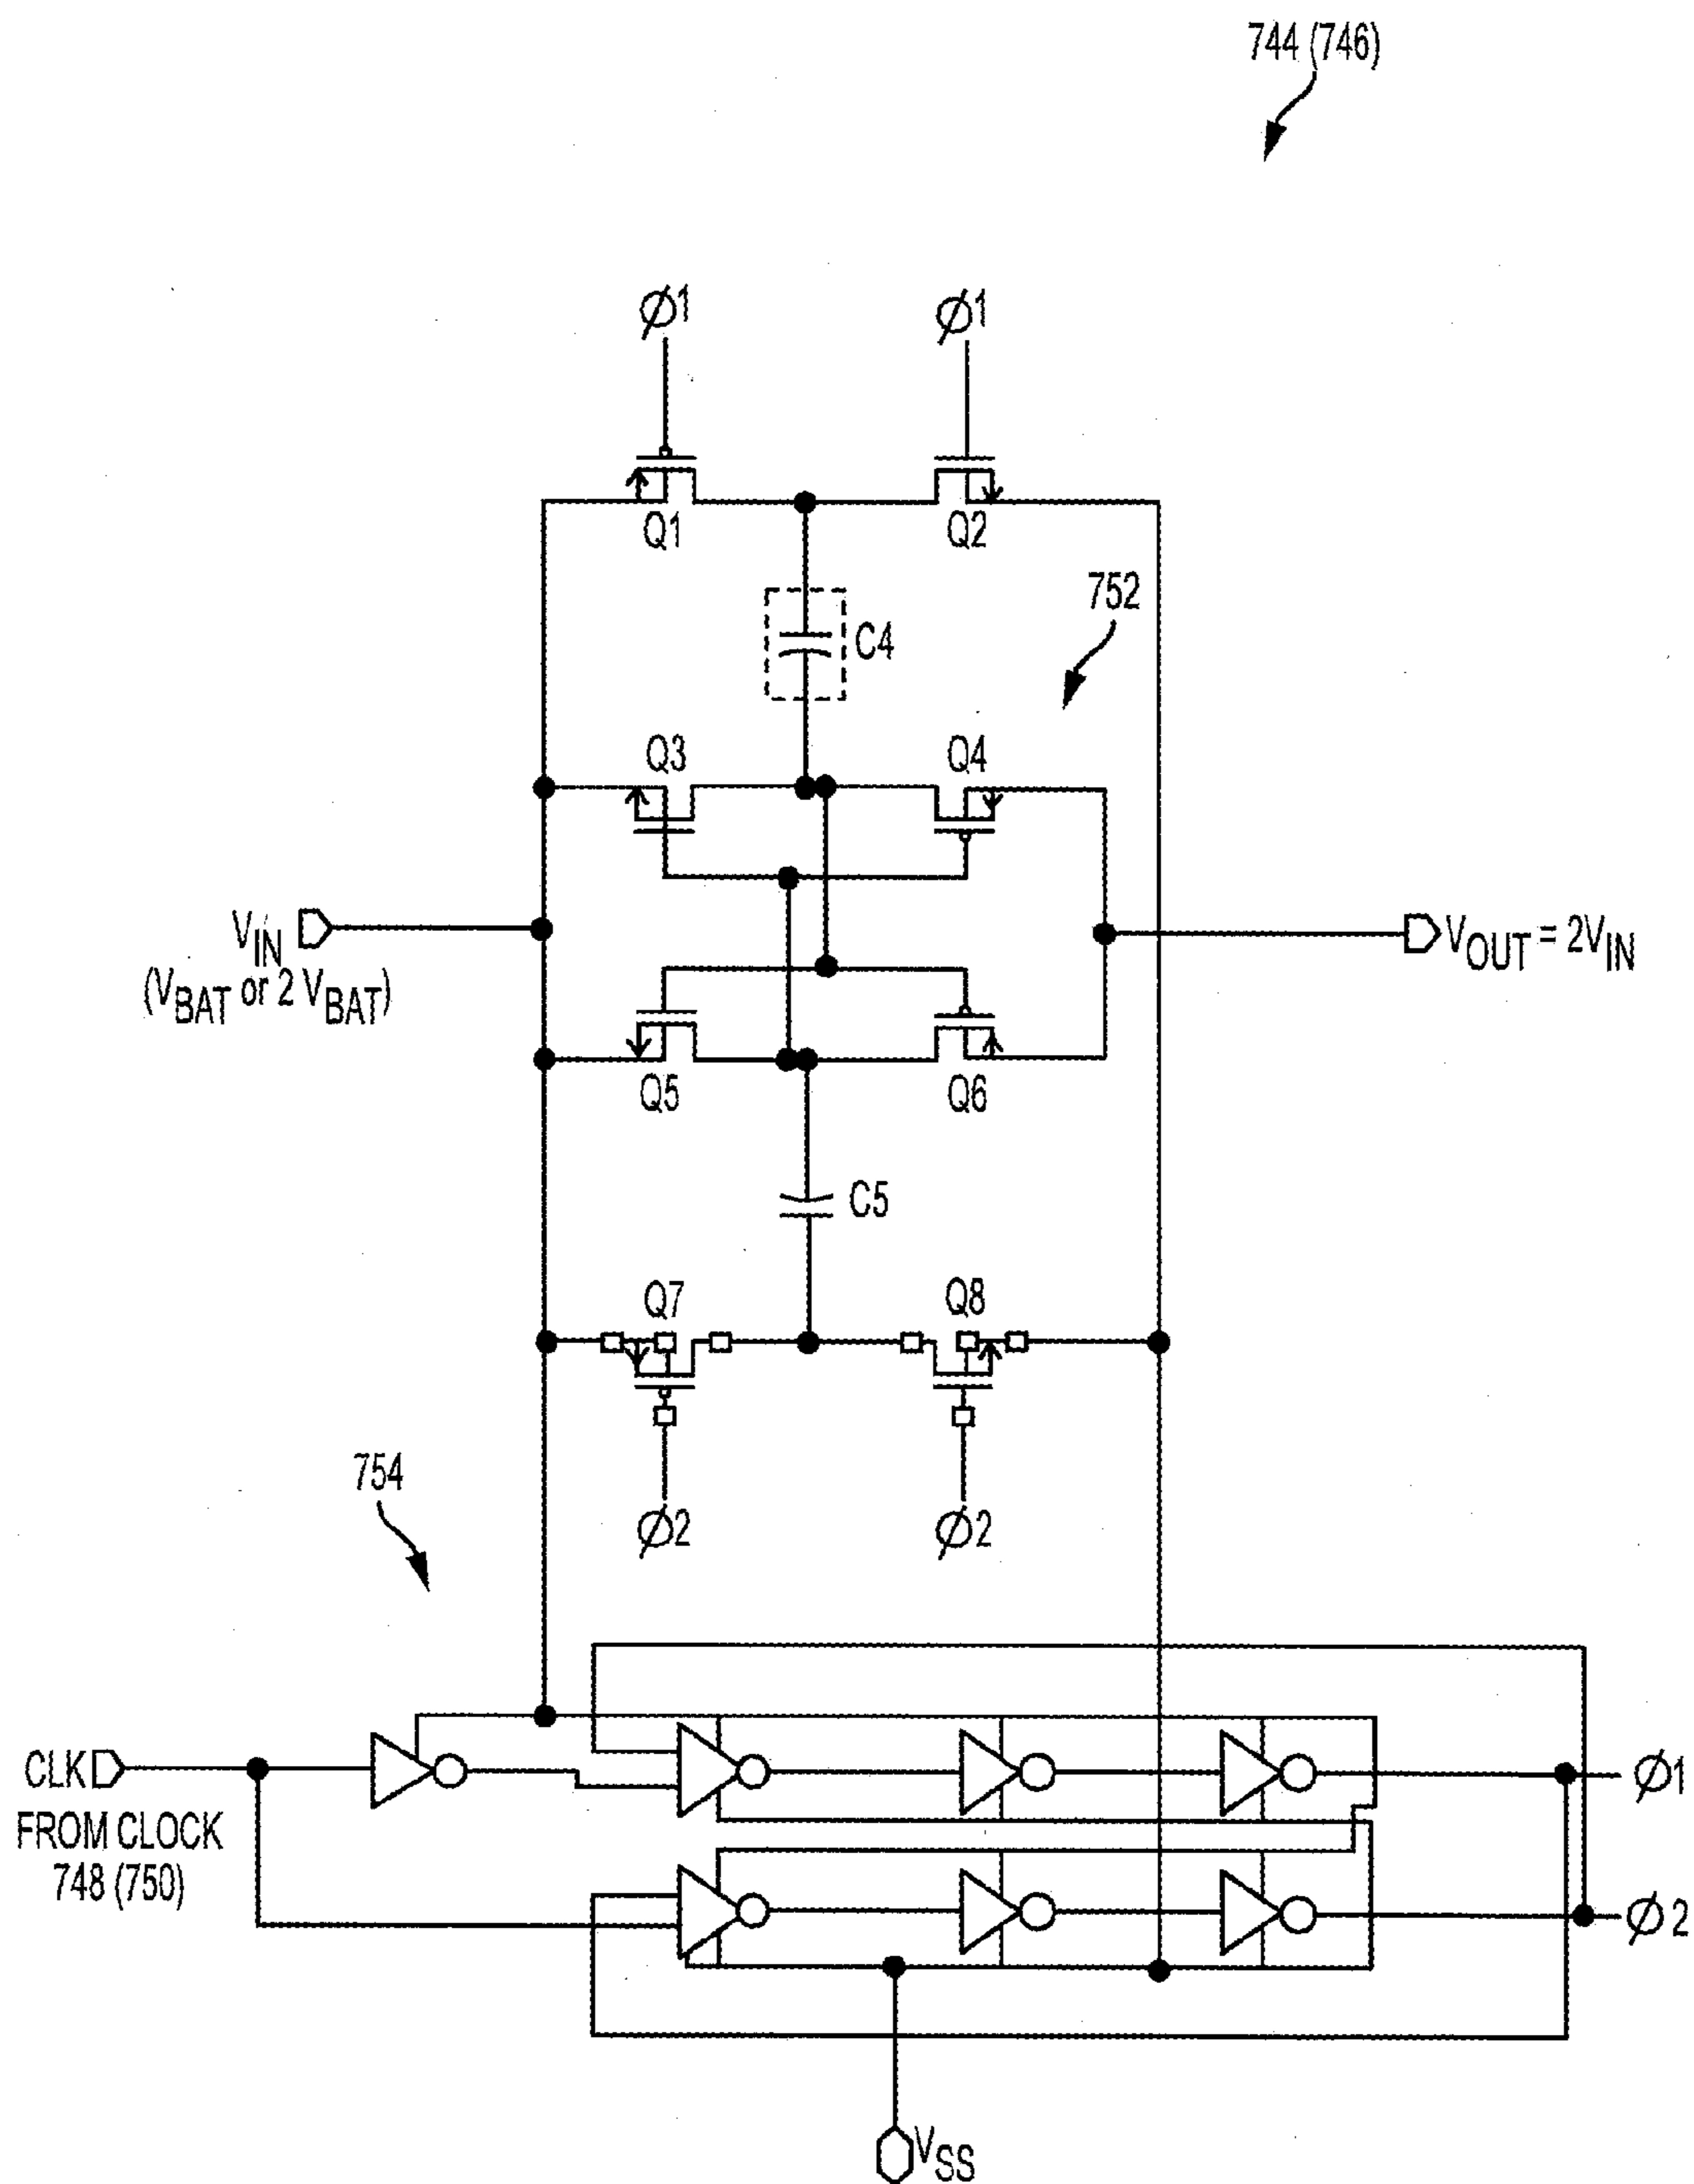 744 (746)
Ø1
Ø1
Q1
Q2
752
C4
Q3
Q4
VIN
(VBAT or 2 VBAT)
VOUT = 2VIN
Q5
Q6
C5
Q7
Q8
754
Ø2
Ø2
CLK
FROM CLOCK
748 (750)
Ø1
Ø2
VSS